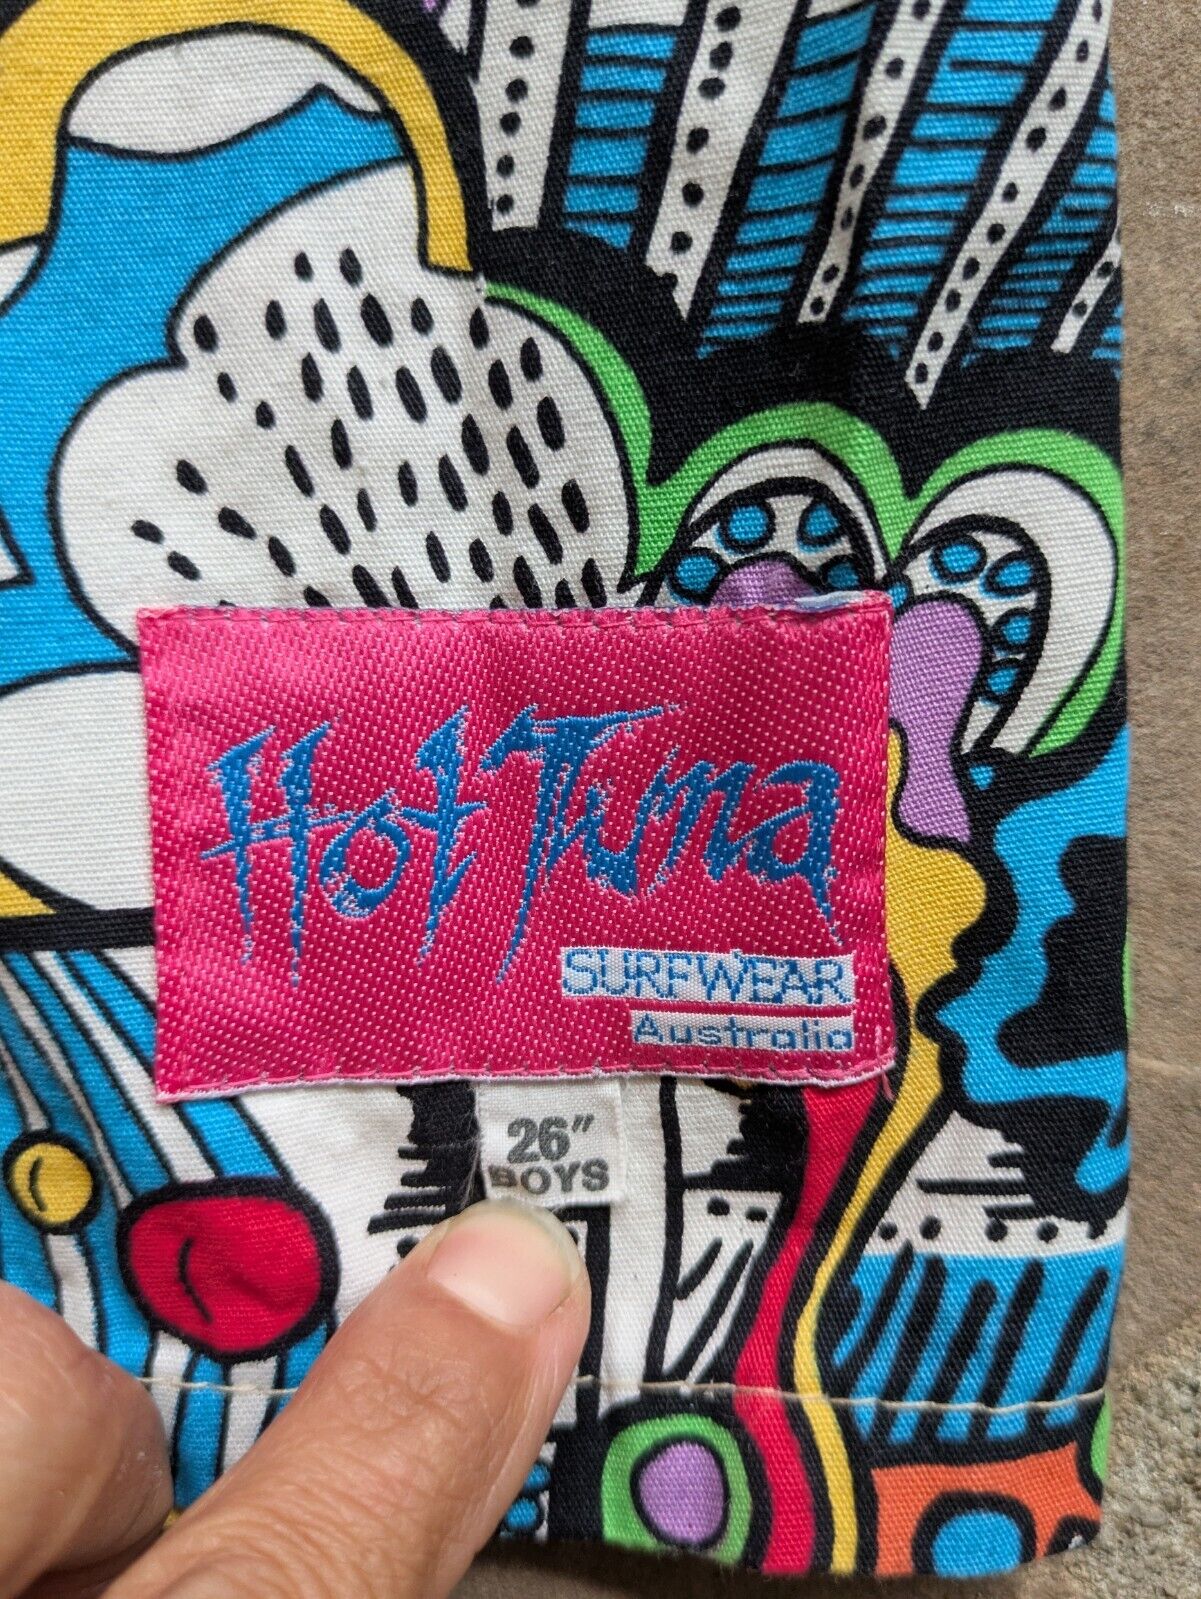 Hot Tuna
SURFWEAR
Australia
26"
BOYS